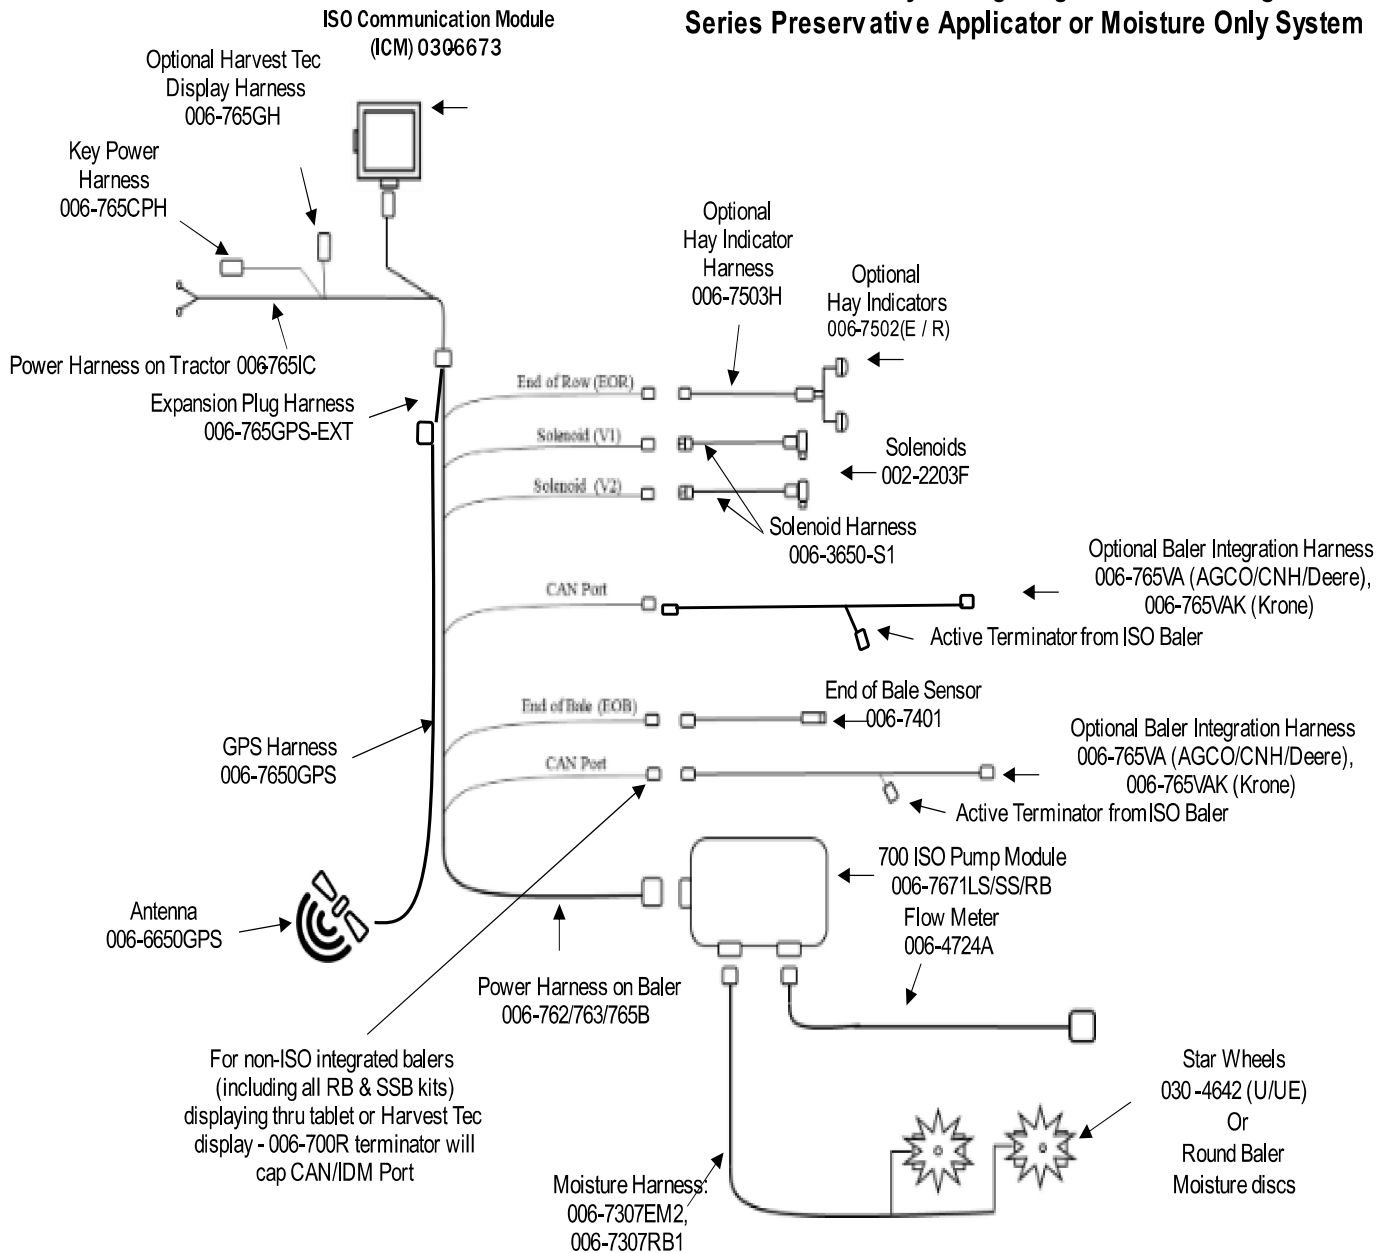 Series Preservative Applicator or Moisture Only System
ISO Communication Module
(ICM) 0306673
Optional Harvest Tec
Display Harness
006-765GH
Key Power
Harness
006-765CPH
Power Harness on Tractor 006-765IC
Expansion Plug Harness
006-765GPS-EXT
Optional
Hay Indicator
Harness
006-7503H
Optional
Hay Indicators
006-7502(E / R)
End of Row (EOR)
Solenoid (V1)
Solenoid (V2)
Solenoids
002-2203F
Solenoid Harness
006-3650-S1
CAN Port
Optional Baler Integration Harness
006-765VA (AGCO/CNH/Deere),
006-765VAK (Krone)
Active Terminator from ISO Baler
End of Bale (EOB)
End of Bale Sensor
006-7401
CAN Port
Optional Baler Integration Harness
006-765VA (AGCO/CNH/Deere),
006-765VAK (Krone)
Active Terminator from ISO Baler
GPS Harness
006-7650GPS
Antenna
006-6650GPS
700 ISO Pump Module
006-7671LS/SS/RB
Flow Meter
006-4724A
Power Harness on Baler
006-762/763/765B
For non-ISO integrated balers
(including all RB & SSB kits)
displaying thru tablet or Harvest Tec
display - 006-700R terminator will
cap CAN/IDM Port
Moisture Harness:
006-7307EM2,
006-7307RB1
Star Wheels
030 -4642 (U/UE)
Or
Round Baler
Moisture discs